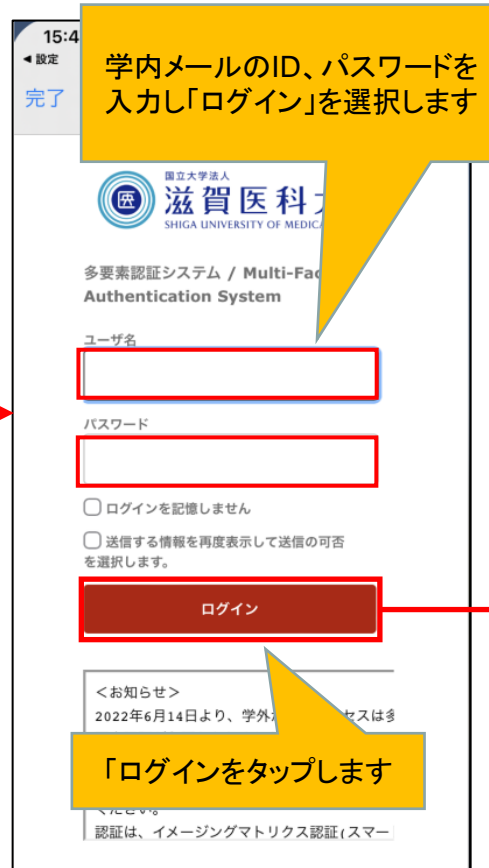 15:4
◀設定
完了
学内メールのID、パスワードを
入力し「ログイン」を選択します
国立大学法人
滋賀医科
SHIGA UNIVERSITY OF MEDIC
多要素認証システム / Multi-Fac
Authentication System
ユーザ名
パスワード
ログインを記憶しません
送信する情報を再度表示して送信の可否
を選択します。
ログイン
<お知らせ>
2022年6月14日より、学外 セスは多
「ログインをタップします
ください。
認証は、イメージングマトリクス認証(スマー